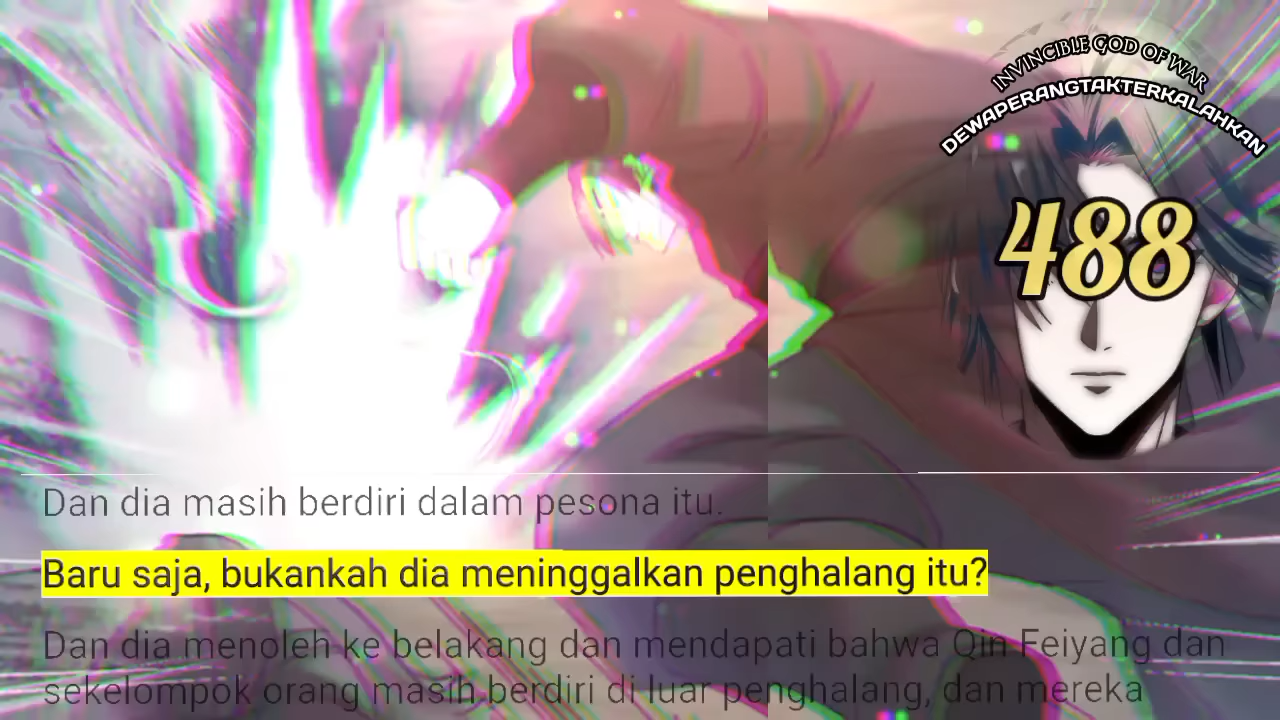 INVINCIBLE GOD OF WAR
DEWAPERANGTAKTERKALAHKAN
488
Dan dia masih berdiri dalam pesona itu.
Baru saja, bukankah dia meninggalkan penghalang itu?
Dan dia menoleh ke belakang dan mendapati bahwa Qin Feiyang dan
sekelompok orang masih berdiri di luar penghalang, dan mereka